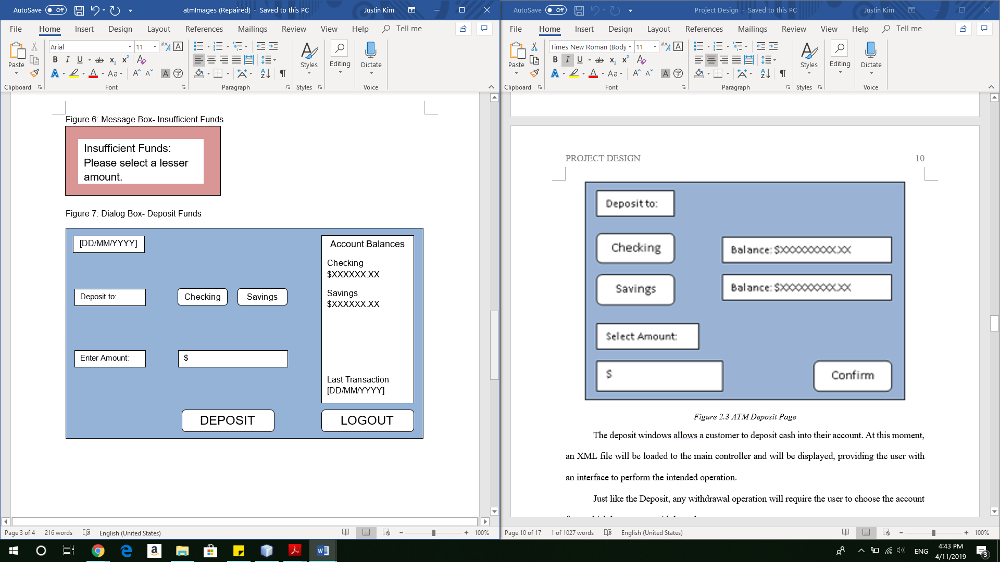 AutoSave Off atmImages (Repaired) - Saved to this PC Justin Kim
File Home Insert Design Layout References Mailings Review View Help Tell me
Paste
Arial 11
Styles
Editing
Dictate
Clipboard Font Paragraph Styles Voice
Figure 6: Message Box- Insufficient Funds
Insufficient Funds:
Please select a lesser
amount.
Figure 7: Dialog Box- Deposit Funds
[DD/MM/YYYY]
Account Balances
Checking
$XXXXXX.XX
Savings
$XXXXXX.XX
Deposit to: Checking Savings
Enter Amount: $
Last Transaction
[DD/MM/YYYY]
DEPOSIT LOGOUT
Page 3 of 4 216 words English (United States) 100%
AutoSave Off Project Design - Saved to this PC Justin Kim
File Home Insert Design Layout References Mailings Review View Help Tell me
Paste
Times New Roman (Body 11
Styles
Editing
Dictate
Clipboard Font Paragraph Styles Voice
PROJECT DESIGN 10
Deposit to:
Checking Balance: $XXXXXXXXX.XX
Savings Balance: $XXXXXXXXX.XX
Select Amount:
$ Confirm
Figure 2.3 ATM Deposit Page
The deposit windows allows a customer to deposit cash into their account. At this moment,
an XML file will be loaded to the main controller and will be displayed, providing the user with
an interface to perform the intended operation.
Just like the Deposit, any withdrawal operation will require the user to choose the account
Page 10 of 17 1 of 1027 words English (United States) 100%
ENG
4:43 PM
4/11/2019
3